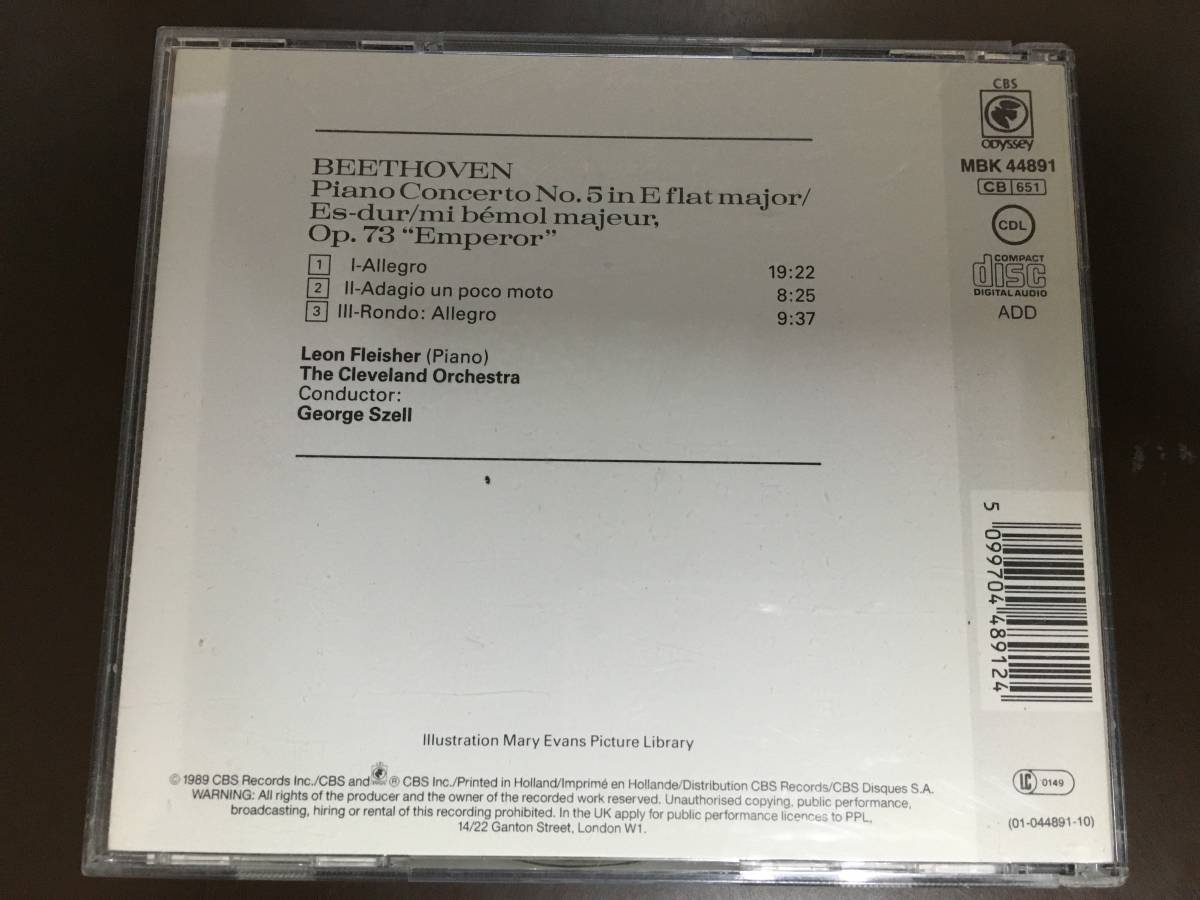 BEETHOVEN
Piano Concerto No. 5 in E flat major/
Es-dur/mi bémol majeur,
Op. 73 “Emperor”
1 I-Allegro 19:22
2 II-Adagio un poco moto 8:25
3 III-Rondo: Allegro 9:37
Leon Fleisher (Piano)
The Cleveland Orchestra
Conductor:
George Szell
CBS
Odyssey
MBK 44891
CB 651
CDL
COMPACT
disc
DIGITAL AUDIO
ADD
5 099704 489124
Illustration Mary Evans Picture Library
© 1989 CBS Records Inc./CBS and ® CBS Inc./Printed in Holland/Imprimé en Hollande/Distribution CBS Records/CBS Disques S.A.
WARNING: All rights of the producer and the owner of the recorded work reserved. Unauthorised copying, public performance,
broadcasting, hiring or rental of this recording prohibited. In the UK apply for public performance licences to PPL,
14/22 Ganton Street, London W1.
LC 0149
(01-044891-10)